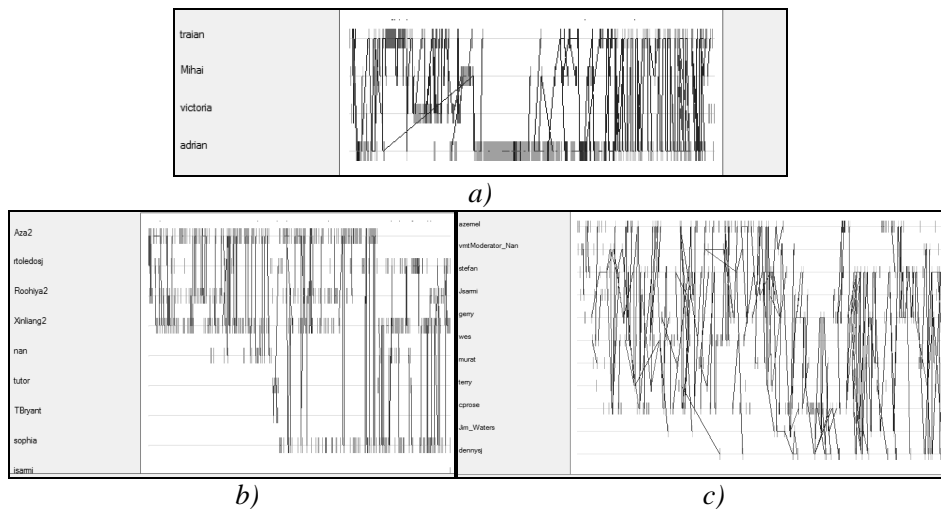 traian
Mihai
victoria
adrian
a)
Aza2
rtoledosj
Roohiya2
Xinliang2
nan
tutor
TBryant
sophia
jsarmi
b)
azemel
vmtModerator_Nan
stefan
Jsarmi
gerry
wes
murat
terry
cprose
Jim_Waters
dennysj
c)